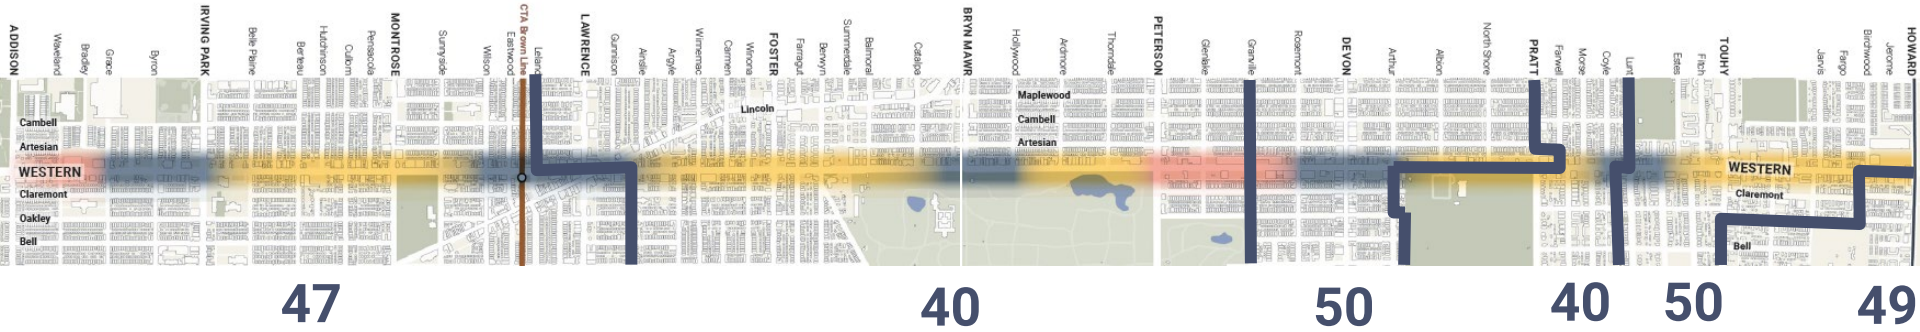 ADDISON
Waveland
Bradley
Grace
Byron
IRVING PARK
Belle Plaine
Berteau
Hutchinson
Cullom
Pensacola
MONTROSE
Sunnyside
Wilson
Eastwood
CTA Brown Line
Leland
LAWRENCE
Gunnison
Ainslie
Argyle
Winnemac
Carmen
Winona
FOSTER
Farragut
Berwyn
Summerdale
Balmoral
Catalpa
BRYN MAWR
Hollywood
Ardmore
Thorndale
PETERSON
Glenlake
Granville
Rosemont
DEVON
Arthur
Albion
North Shore
PRATT
Farwell
Morse
Coyle
Lunt
Estes
Fitch
TOUHY
Jarvis
Fargo
Birchwood
Jerome
HOWARD
Cambell
Artesian
WESTERN
Claremont
Oakley
Bell
Lincoln
Maplewood
Cambell
Artesian
WESTERN
Claremont
Bell
47
40
50
40
50
49